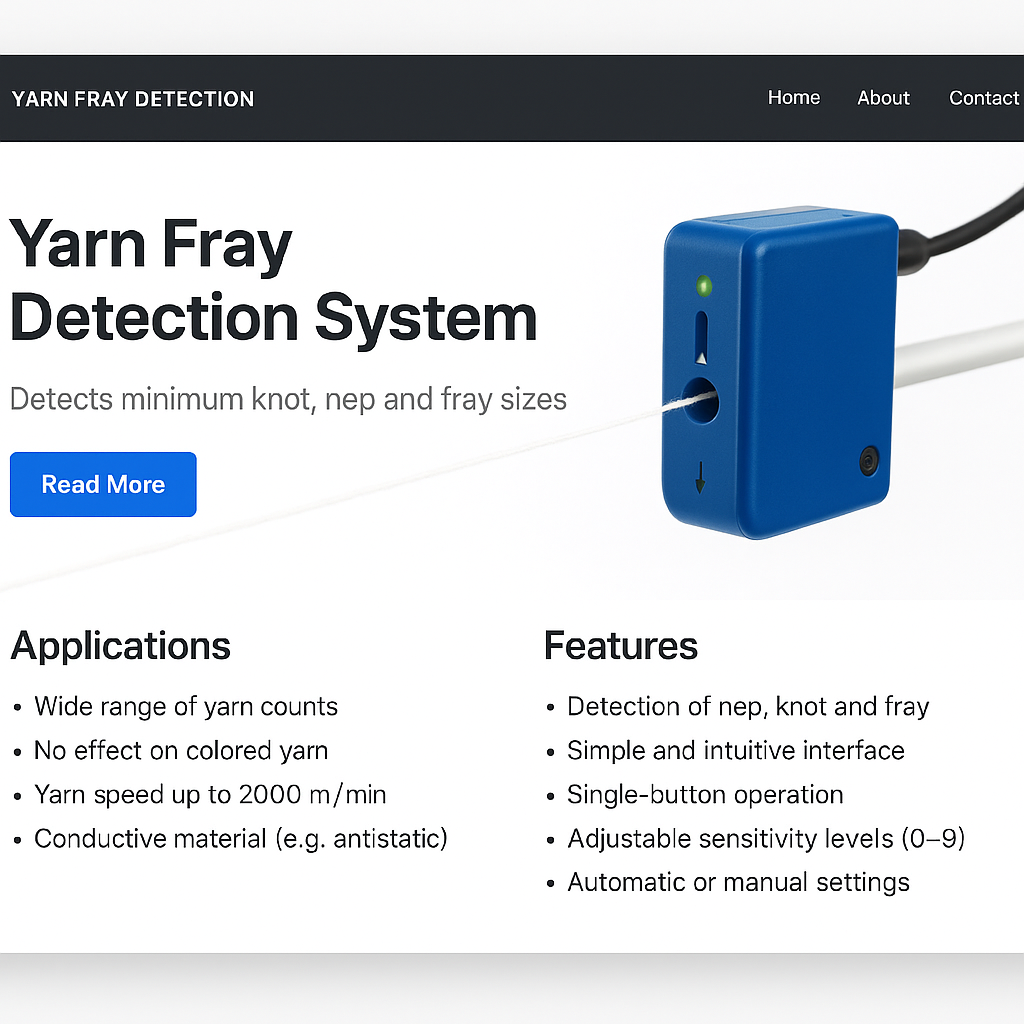 YARN FRAY DETECTION
Home About Contact
Yarn Fray
Detection System
Detects minimum knot, nep and fray sizes
Read More
Applications
• Wide range of yarn counts
• No effect on colored yarn
• Yarn speed up to 2000 m/min
• Conductive material (e.g. antistatic)
Features
• Detection of nep, knot and fray
• Simple and intuitive interface
• Single-button operation
• Adjustable sensitivity levels (0–9)
• Automatic or manual settings